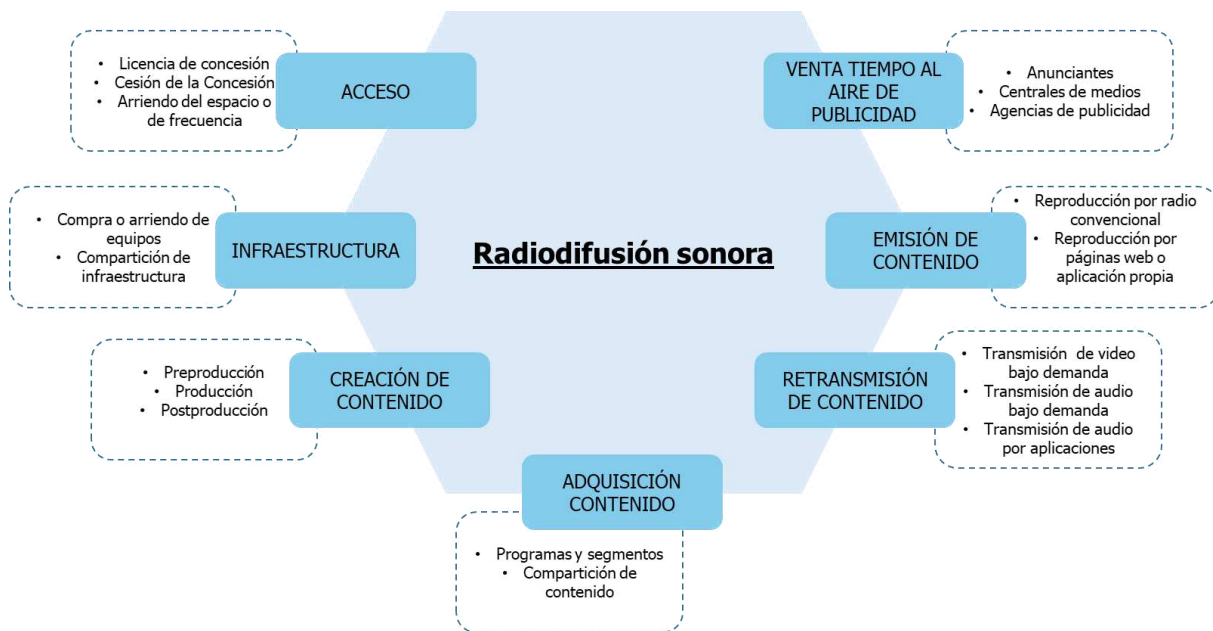 • Licencia de concesión
• Cesión de la Concesión
• Arriendo del espacio o
de frecuencia
ACCESO
VENTA TIEMPO AL
AIRE DE
PUBLICIDAD
• Anunciantes
• Centrales de medios
• Agencias de publicidad
• Compra o arriendo de
equipos
• Compartición de
infraestructura
INFRAESTRUCTURA
Radiodifusión sonora
EMISIÓN DE
CONTENIDO
• Reproducción por radio
convencional
• Reproducción por
páginas web o
aplicación propia
• Preproducción
• Producción
• Postproducción
CREACIÓN DE
CONTENIDO
RETRANSMISIÓN
DE CONTENIDO
• Transmisión de video
bajo demanda
• Transmisión de audio
bajo demanda
• Transmisión de audio
por aplicaciones
ADQUISICIÓN
CONTENIDO
• Programas y segmentos
• Compartición de
contenido